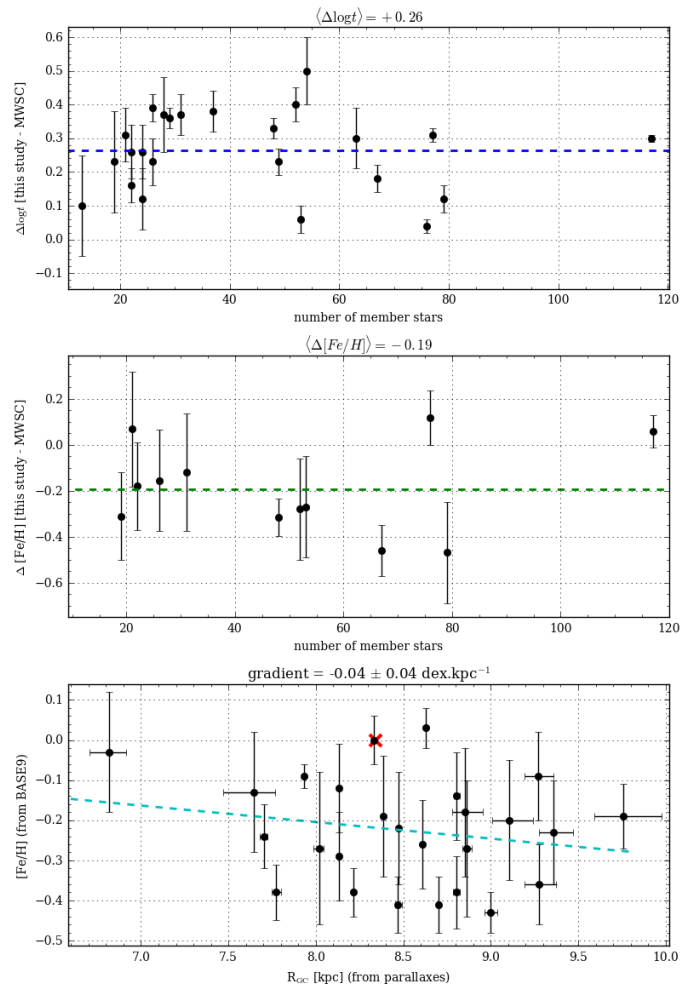 ⟨Δlogt⟩ = +0.26
0.6
0.5
0.4
0.3
0.2
0.1
0.0
−0.1
Δlogt [this study - MWSC]
20 40 60 80 100 120
number of member stars
⟨Δ[Fe/H]⟩ = −0.19
0.2
0.0
−0.2
−0.4
−0.6
Δ [Fe/H] [this study - MWSC]
20 40 60 80 100 120
number of member stars
gradient = -0.04 ± 0.04 dex.kpc⁻¹
0.1
0.0
−0.1
−0.2
−0.3
−0.4
−0.5
[Fe/H] (from BASE9)
7.0 7.5 8.0 8.5 9.0 9.5 10.0
R_GC [kpc] (from parallaxes)